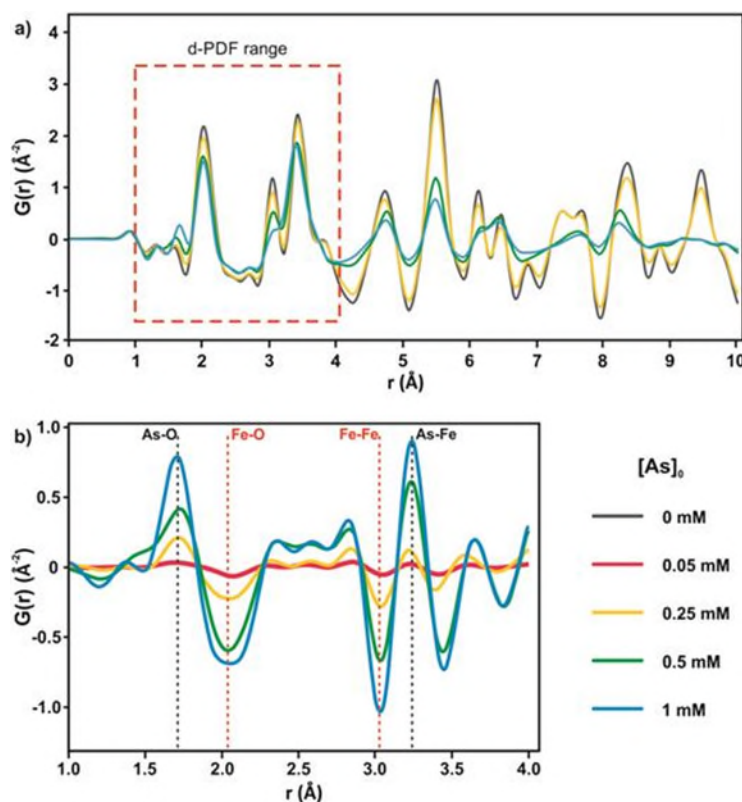 a)
d-PDF range
G(r) (Å⁻²)
4
3
2
1
0
-1
-2
0 1 2 3 4 5 6 7 8 9 10
r (Å)
b)
As-O Fe-O Fe-Fe As-Fe
G(r) (Å⁻²)
1.0
0.5
0
-0.5
-1.0
1.0 1.5 2.0 2.5 3.0 3.5 4.0
r (Å)
[As]₀
0 mM
0.05 mM
0.25 mM
0.5 mM
1 mM